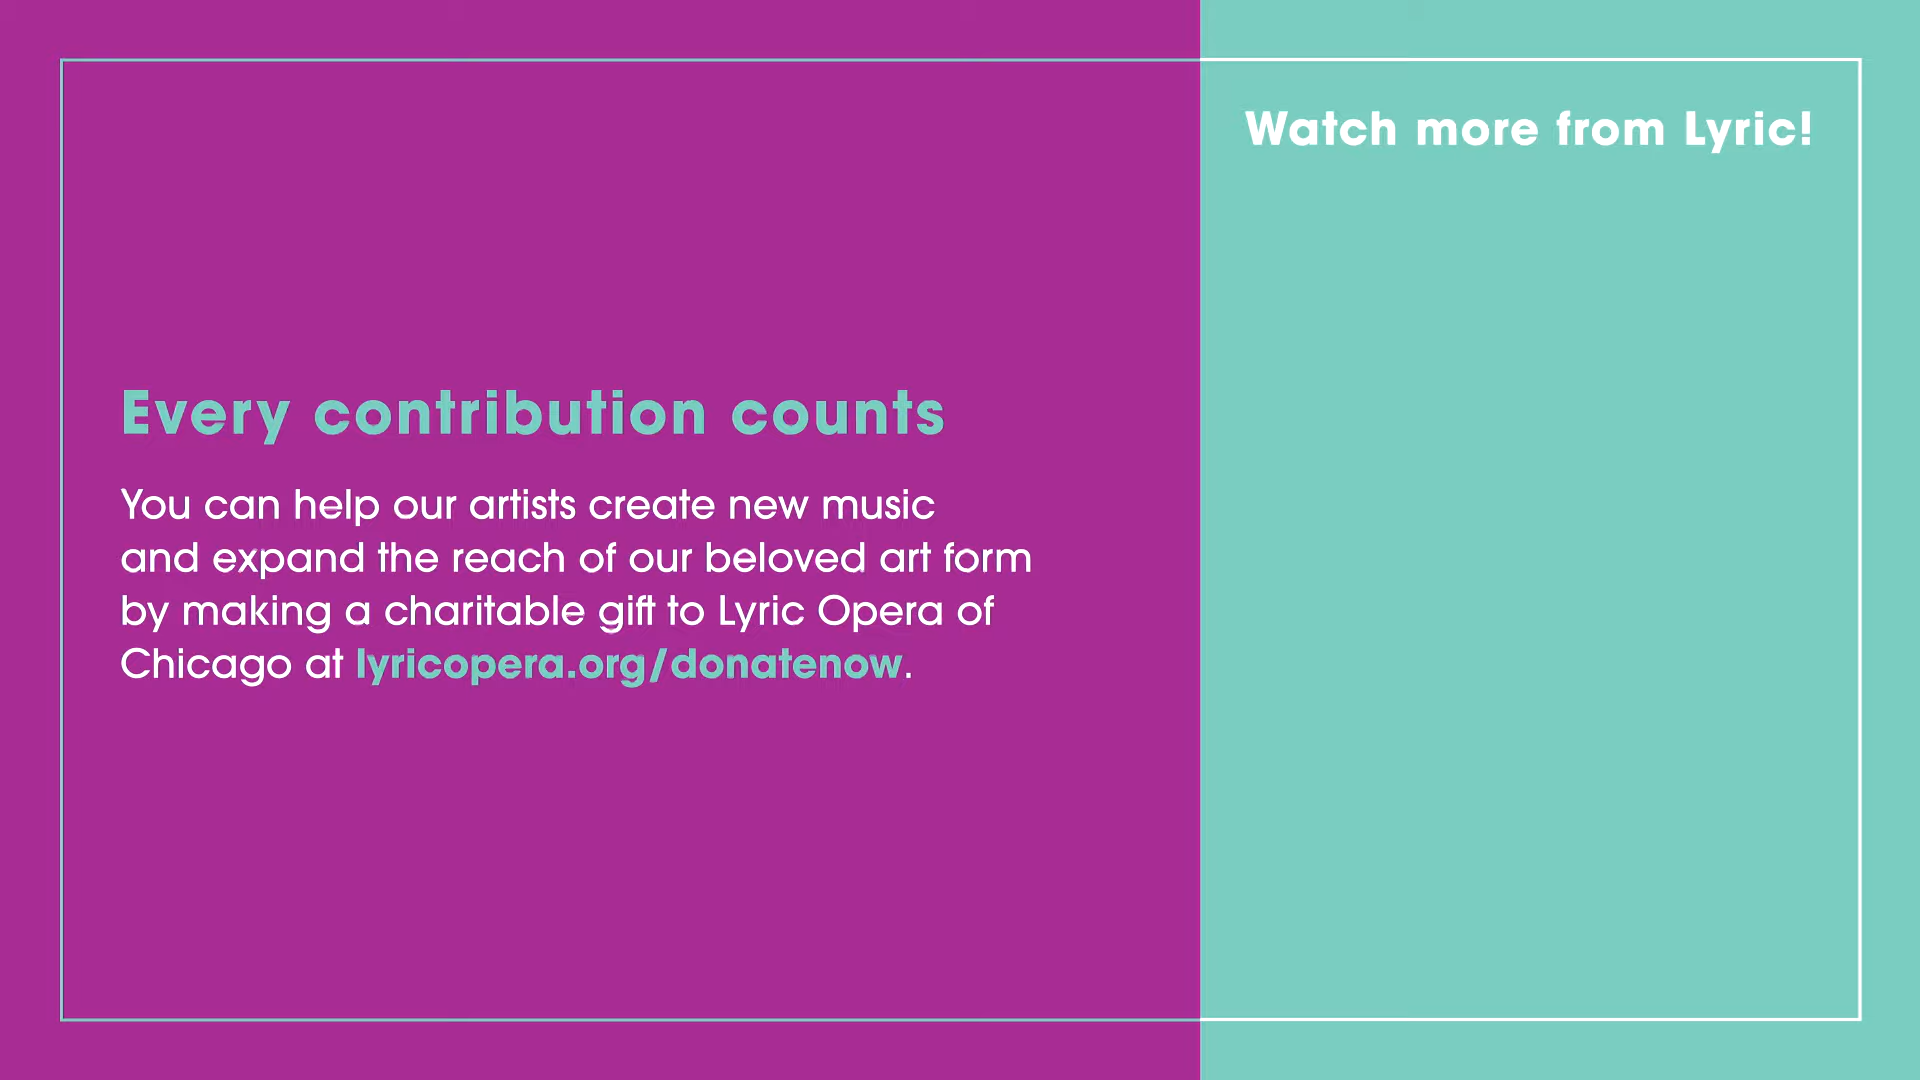 Watch more from Lyric!
Every contribution counts
You can help our artists create new music
and expand the reach of our beloved art form
by making a charitable gift to Lyric Opera of
Chicago at lyricopera.org/donatenow.